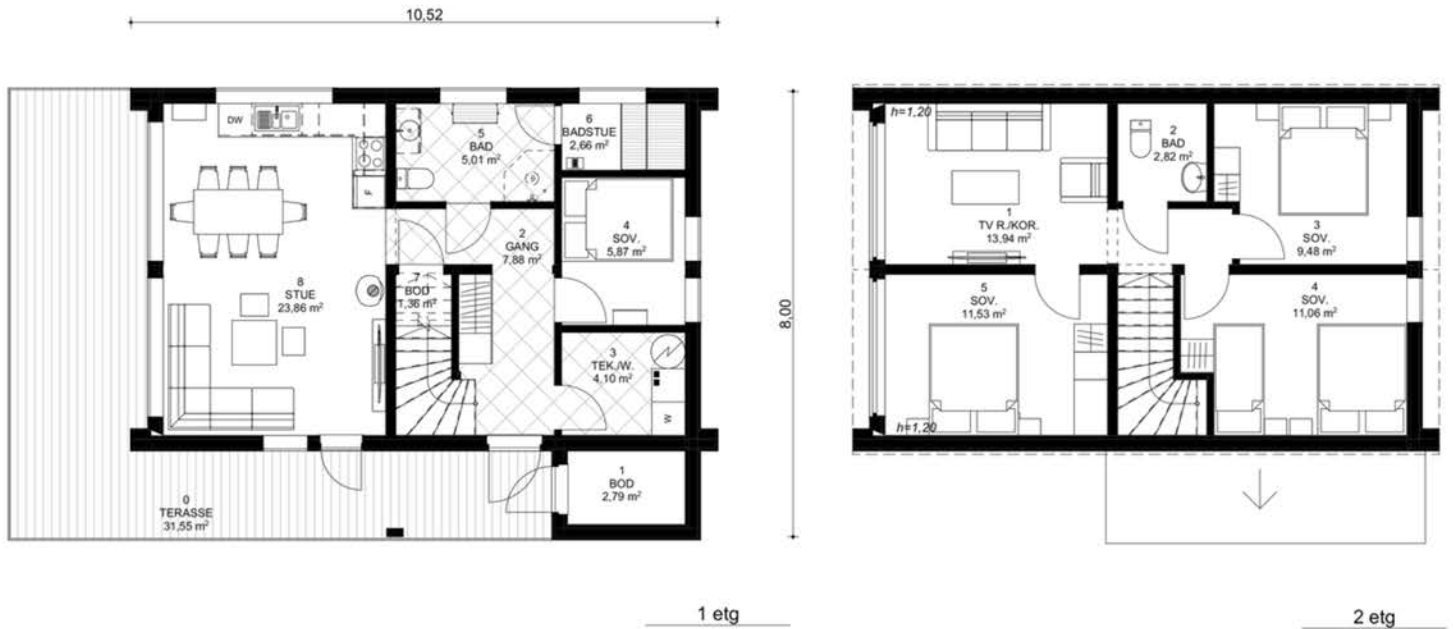 10,52
DW
F
5
BAD
5,01 m²
6
BADSTUE
2,66 m²
2
GANG
7,88 m²
4
SOV.
5,87 m²
7
BOD
1,36 m²
8
STUE
23,86 m²
3
TEK./W.
4,10 m²
W
1
BOD
2,79 m²
0
TERASSE
31,55 m²
8,00
1 etg
h=1,20
2
BAD
2,82 m²
1
TV R./KOR.
13,94 m²
3
SOV.
9,48 m²
5
SOV.
11,53 m²
4
SOV.
11,06 m²
h=1,20
2 etg